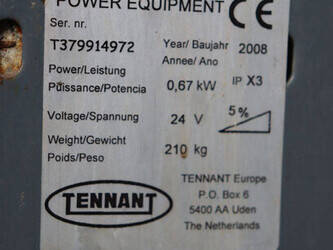 POWER EQUIPMENT CE
Ser. nr.
T379914972 Year/ Baujahr 2008
Annee/ Ano
Power/Leistung
Puissance/Potencia 0,67 kW IP X3
Voltage/Spannung 24 V 5%
Weight/Gewicht 210 kg
Poids/Peso
TENNANT
TENNANT Europe
P.O. Box 6
5400 AA Uden
The Netherlands